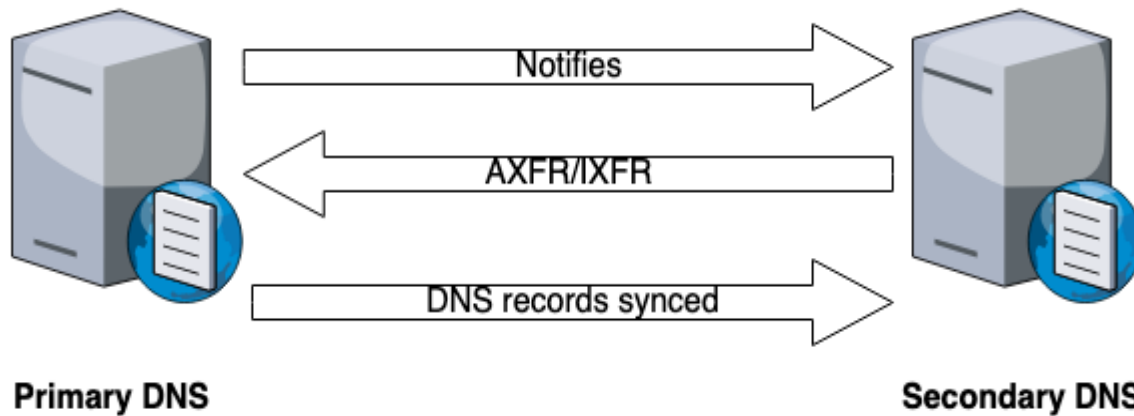 Notifies
AXFR/IXFR
DNS records synced
Primary DNS
Secondary DNS